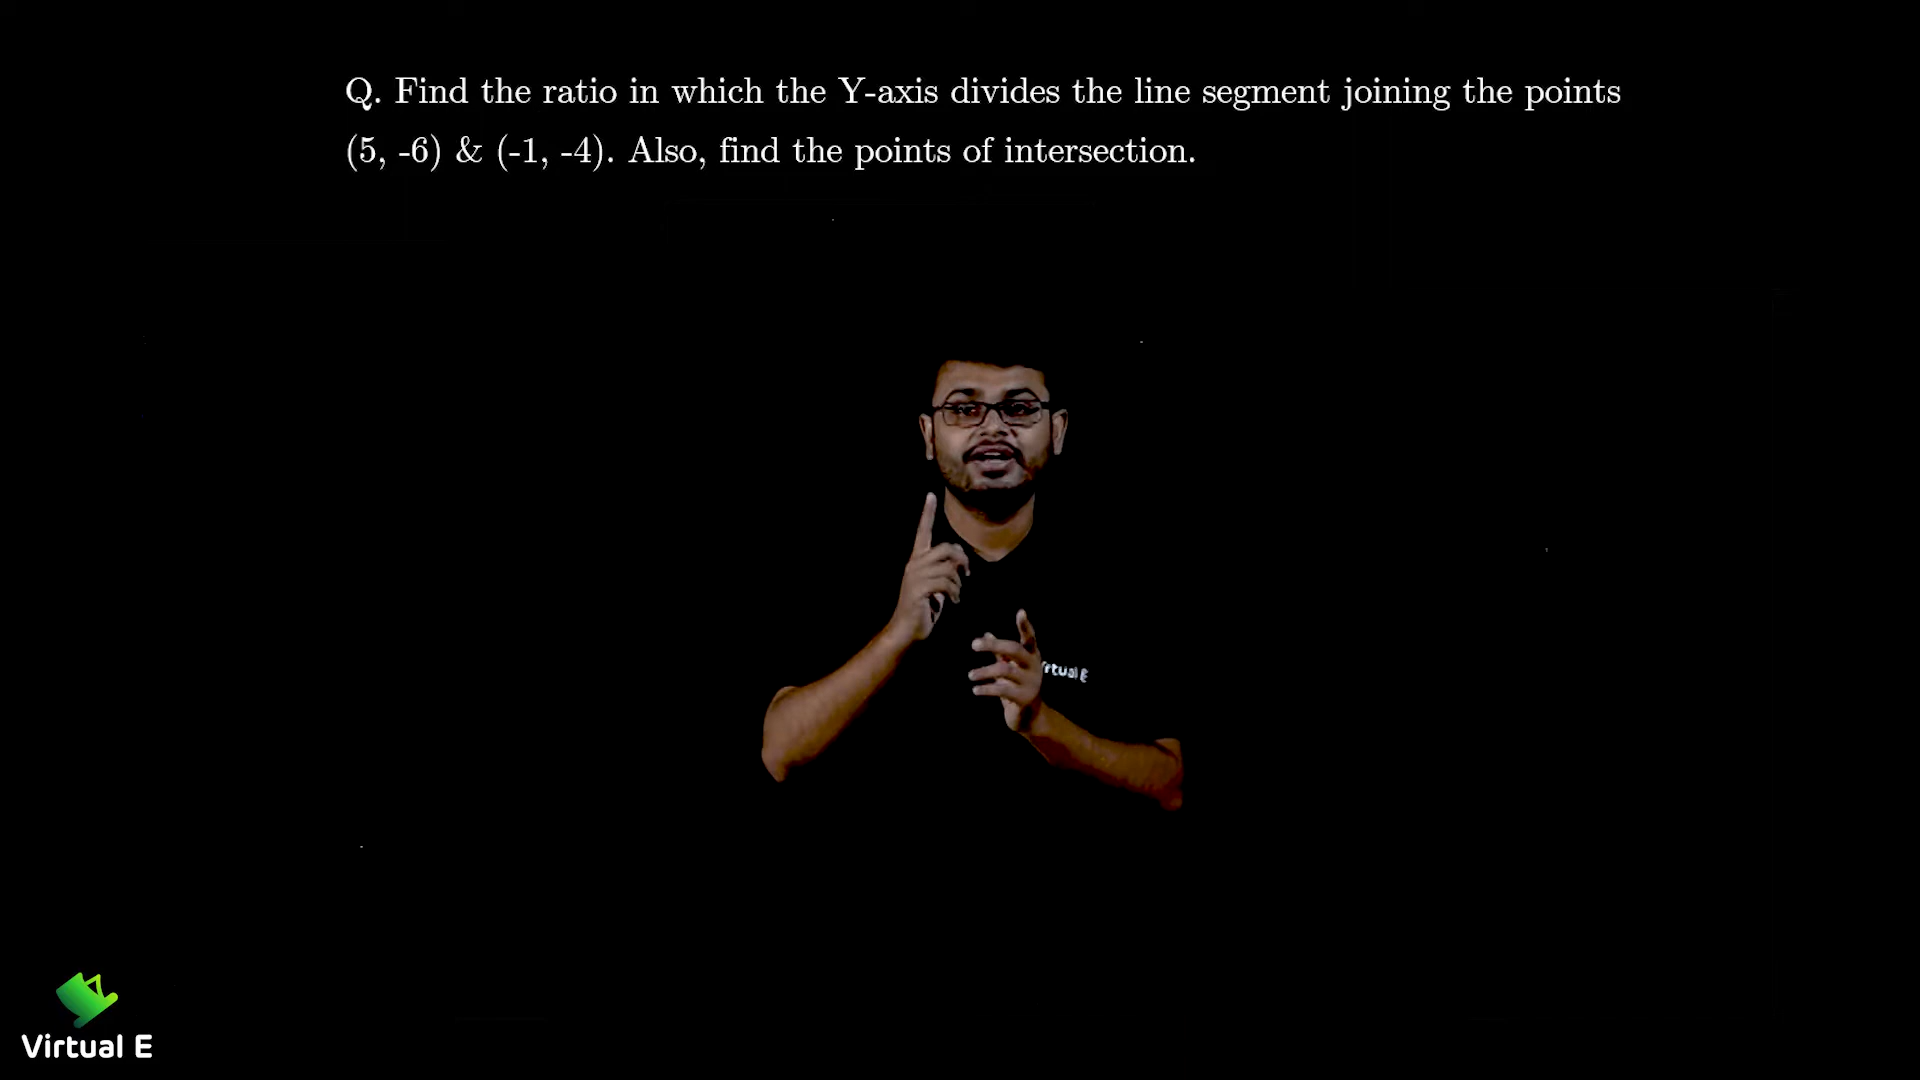 Q. Find the ratio in which the Y-axis divides the line segment joining the points
(5, -6) & (-1, -4). Also, find the points of intersection.
rtual E
Virtual E